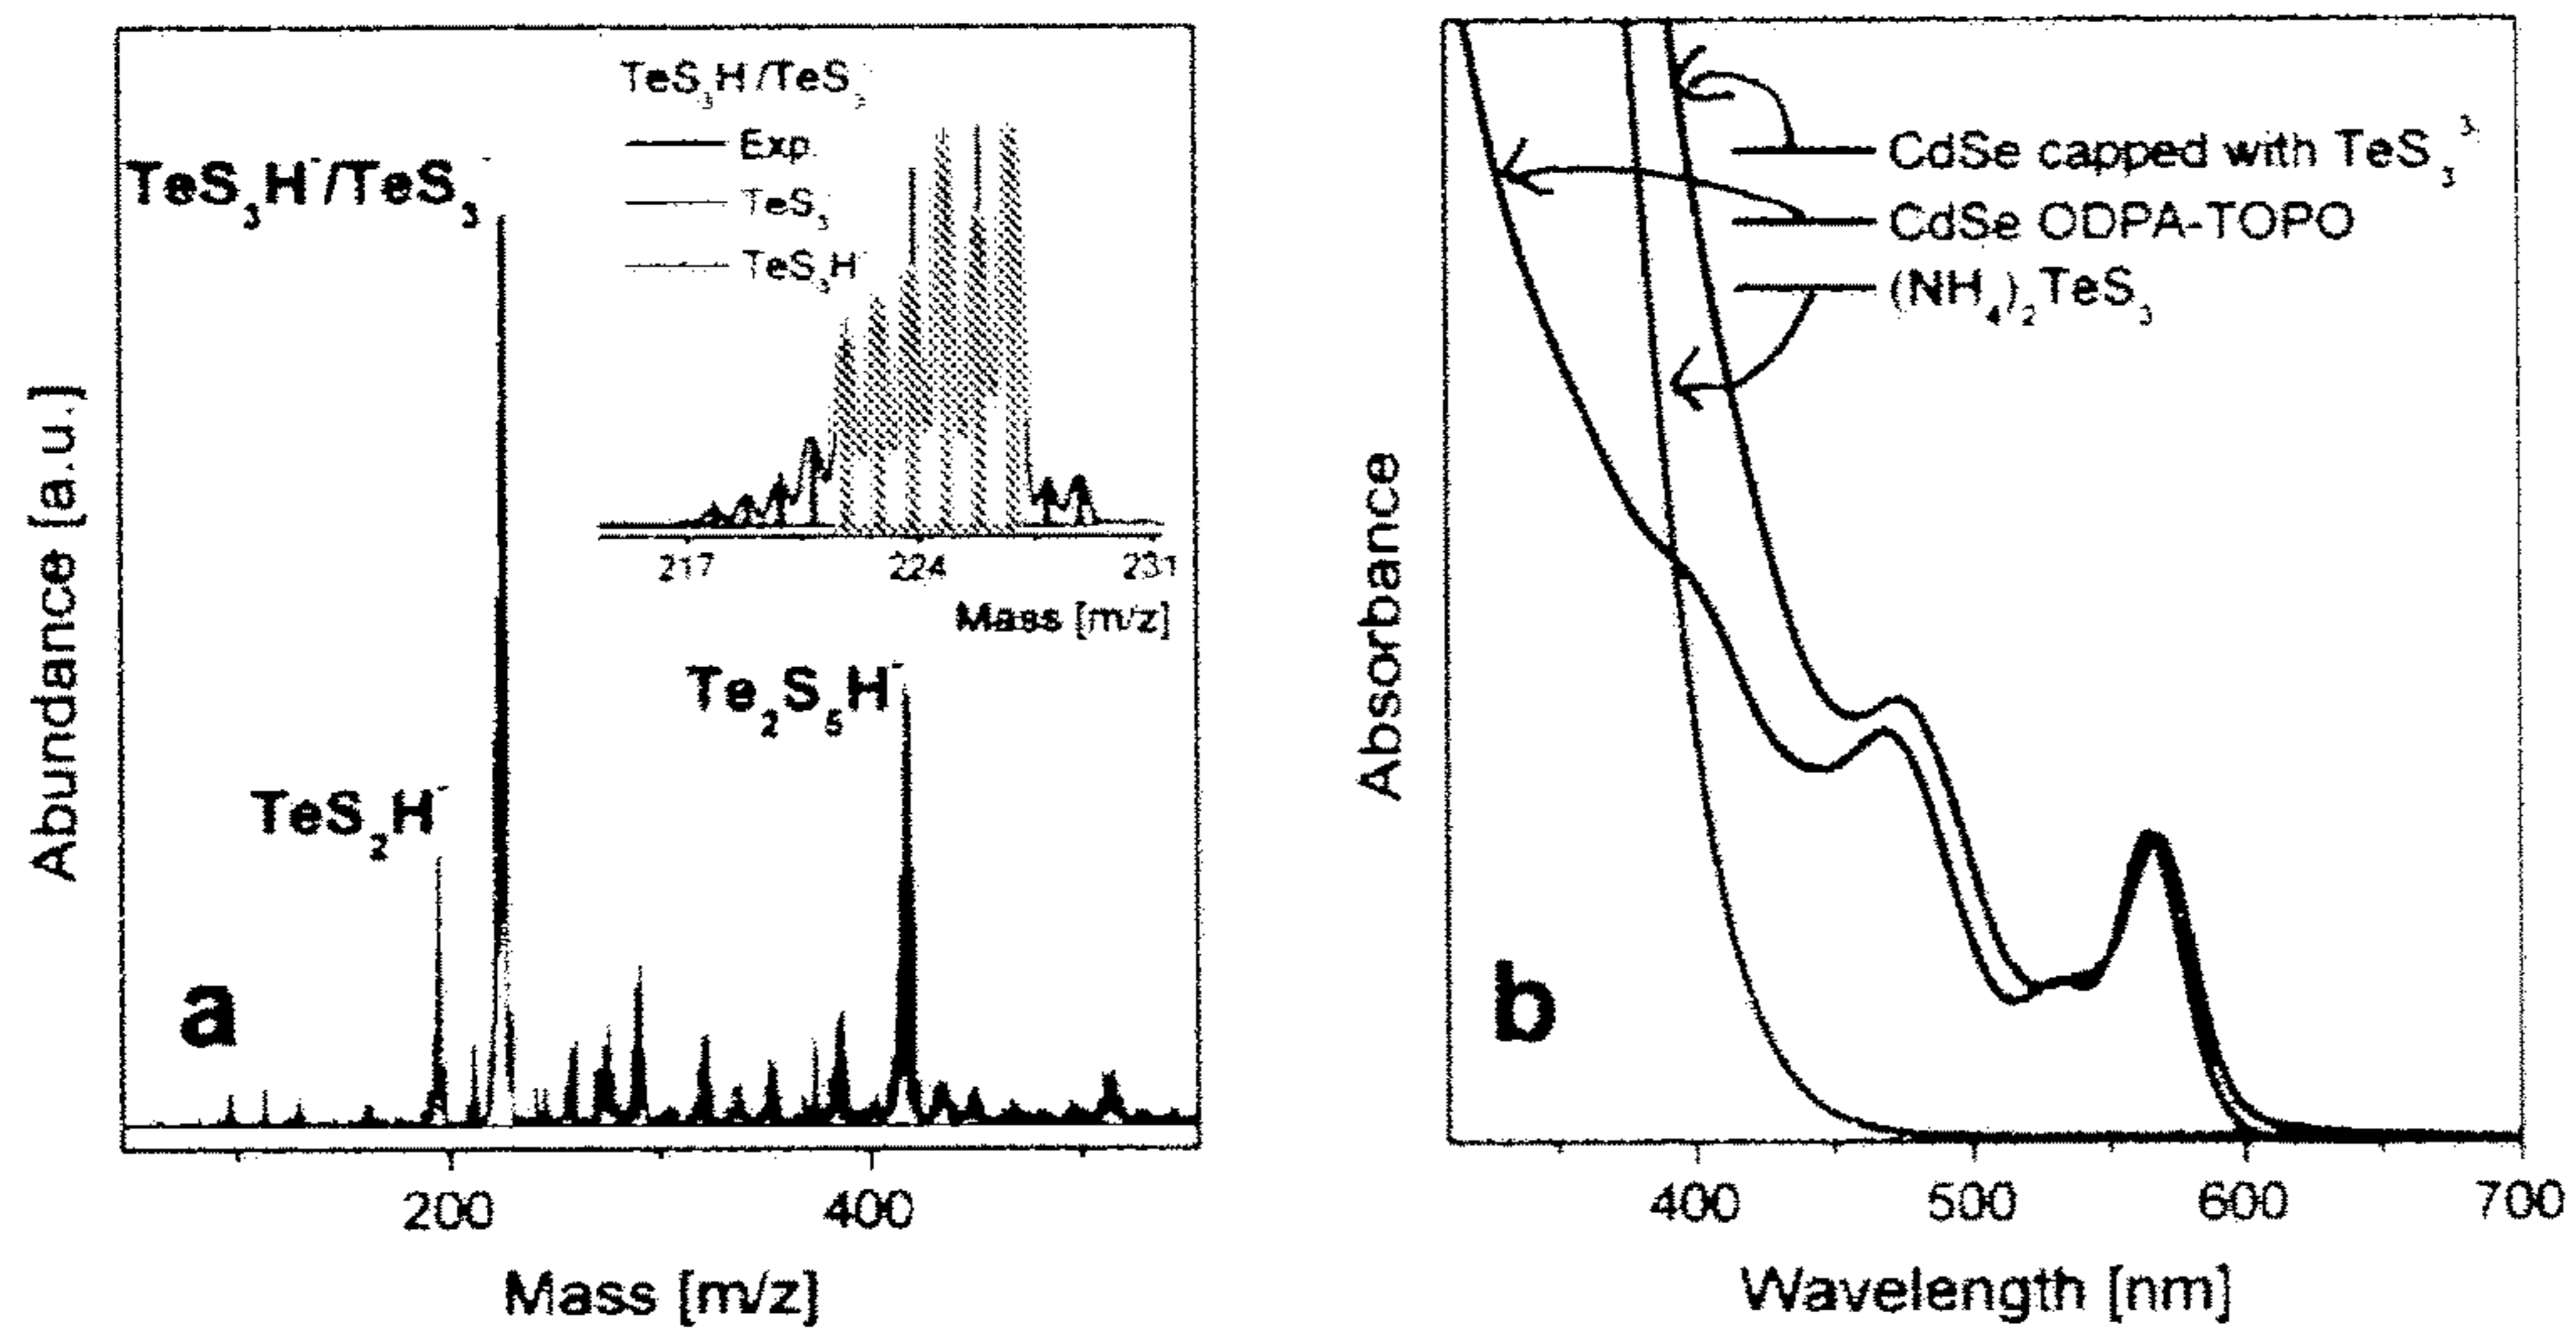 TeS₃H⁻/TeS₃⁻
TeS₂H⁻
Te₂S₅H⁻
a
TeS₃H⁻/TeS₃⁻
Exp.
TeS₃⁻
TeS₃H⁻
217 224 231
Mass [m/z]
200 400
Mass [m/z]
Abundance [a.u.]
CdSe capped with TeS₃
CdSe ODPA-TOPO
(NH₄)₂TeS₃
b
400 500 600 700
Wavelength [nm]
Absorbance